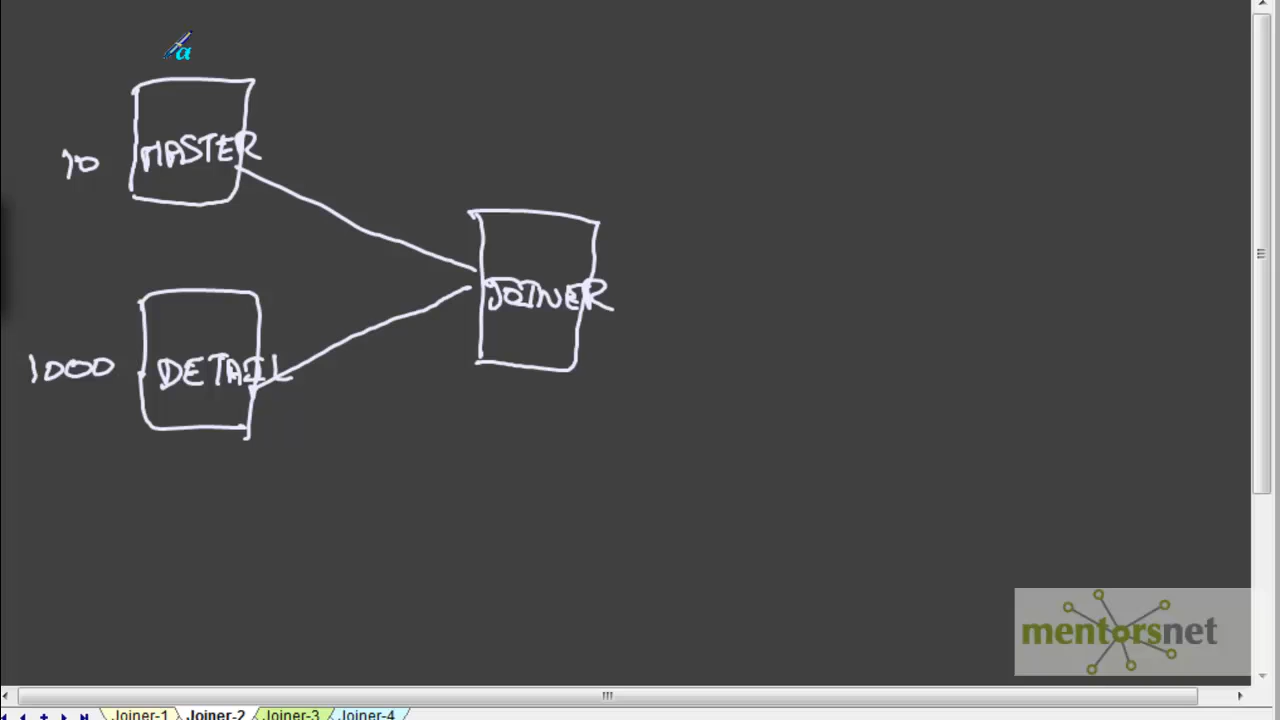 a
10
MASTER
JOINER
1000
DETAIL
mentorsnet
Joiner-1
Joiner-2
Joiner-3
Joiner-4